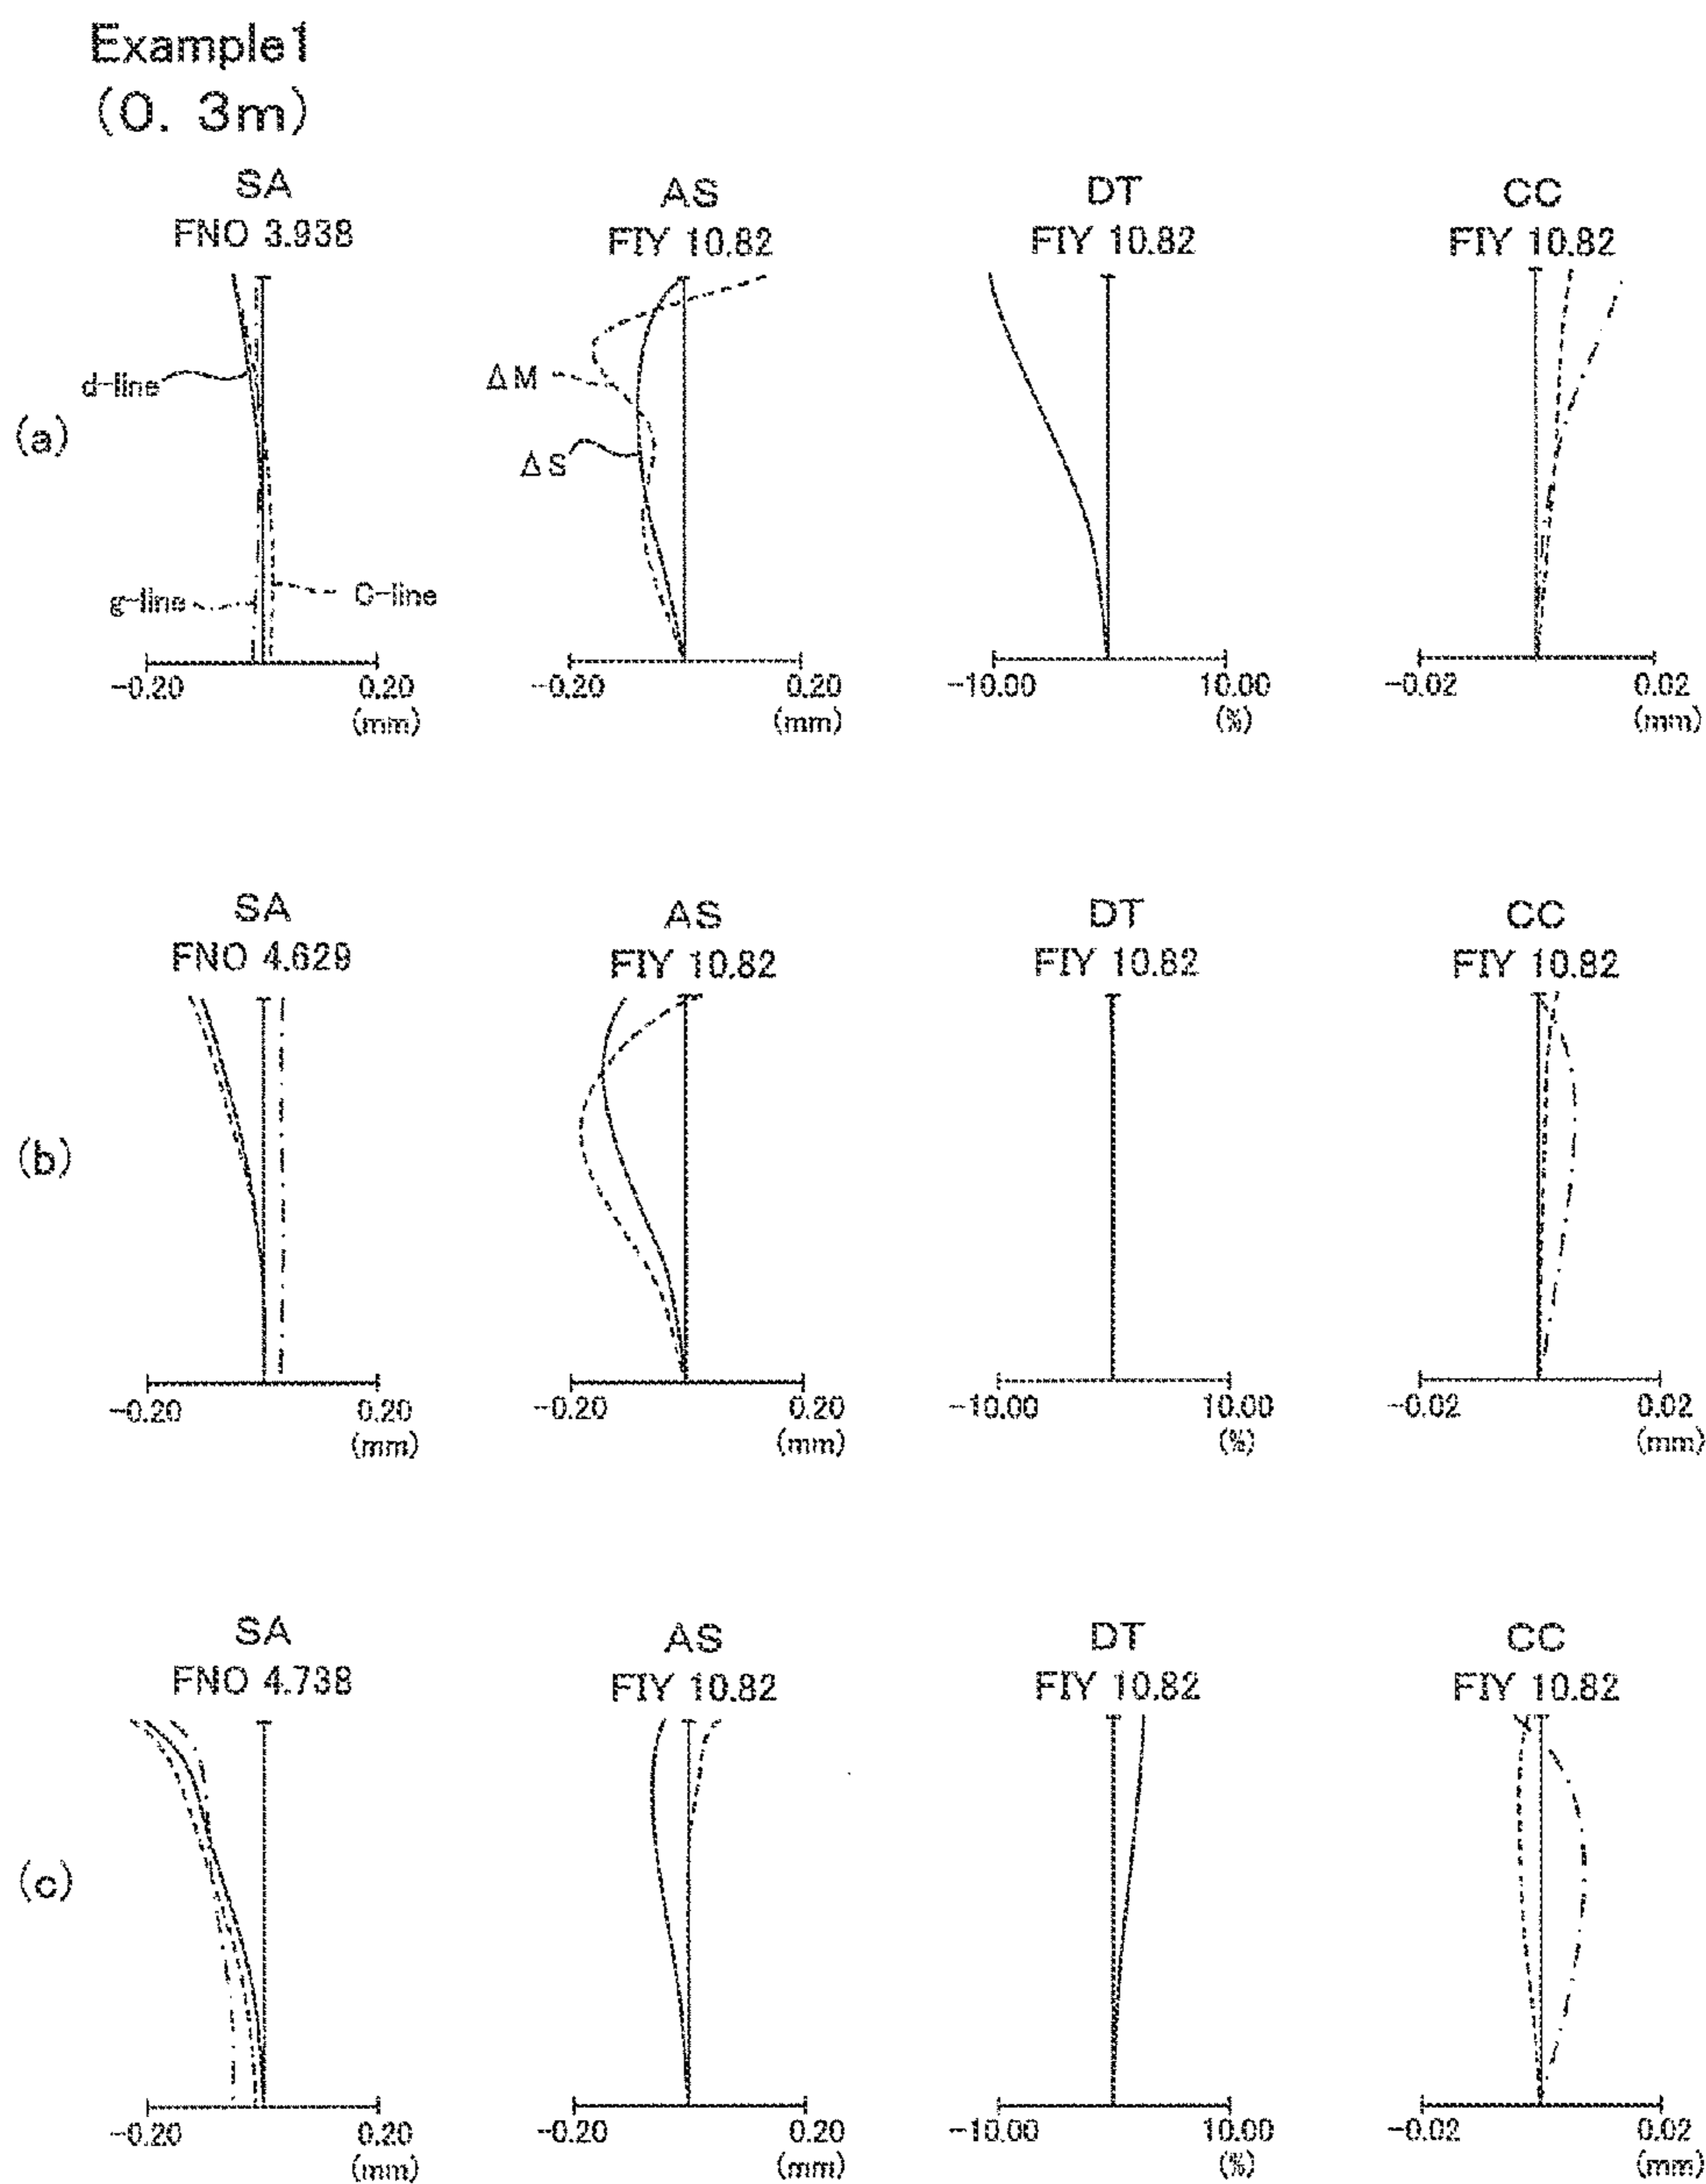 Example1
(0. 3m)
SA AS DT CC
FNO 3.938 FIY 10.82 FIY 10.82 FIY 10.82
d-line ΔM
(a)
ΔS
g-line C-line
-0.20 0.20 -0.20 0.20 -10.00 10.00 -0.02 0.02
(mm) (mm) (%) (mm)
SA AS DT CC
FNO 4.629 FIY 10.82 FIY 10.82 FIY 10.82
(b)
-0.20 0.20 -0.20 0.20 -10.00 10.00 -0.02 0.02
(mm) (mm) (%) (mm)
SA AS DT CC
FNO 4.738 FIY 10.82 FIY 10.82 FIY 10.82
(c)
-0.20 0.20 -0.20 0.20 -10.00 10.00 -0.02 0.02
(mm) (mm) (%) (mm)